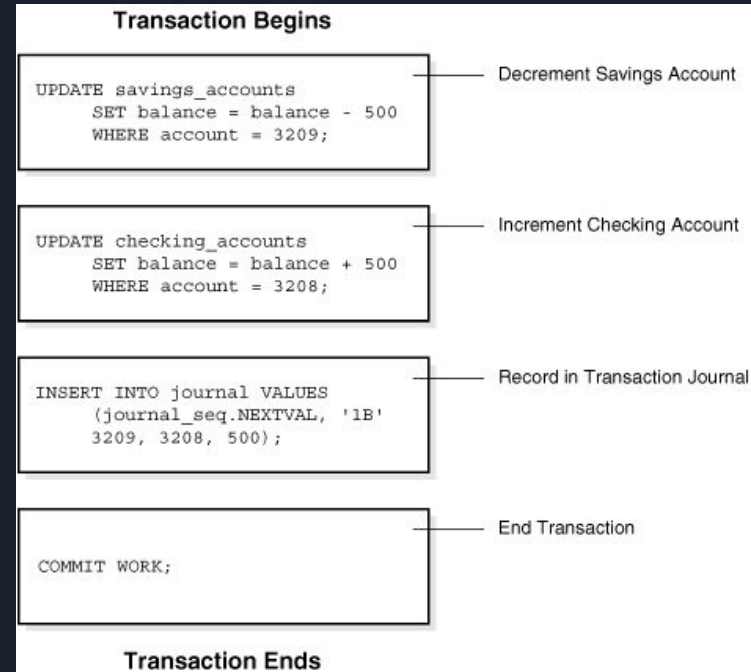 Transaction Begins
UPDATE savings_accounts
SET balance = balance - 500
WHERE account = 3209;
Decrement Savings Account
UPDATE checking_accounts
SET balance = balance + 500
WHERE account = 3208;
Increment Checking Account
INSERT INTO journal VALUES
(journal_seq.NEXTVAL, '1B'
3209, 3208, 500);
Record in Transaction Journal
COMMIT WORK;
End Transaction
Transaction Ends